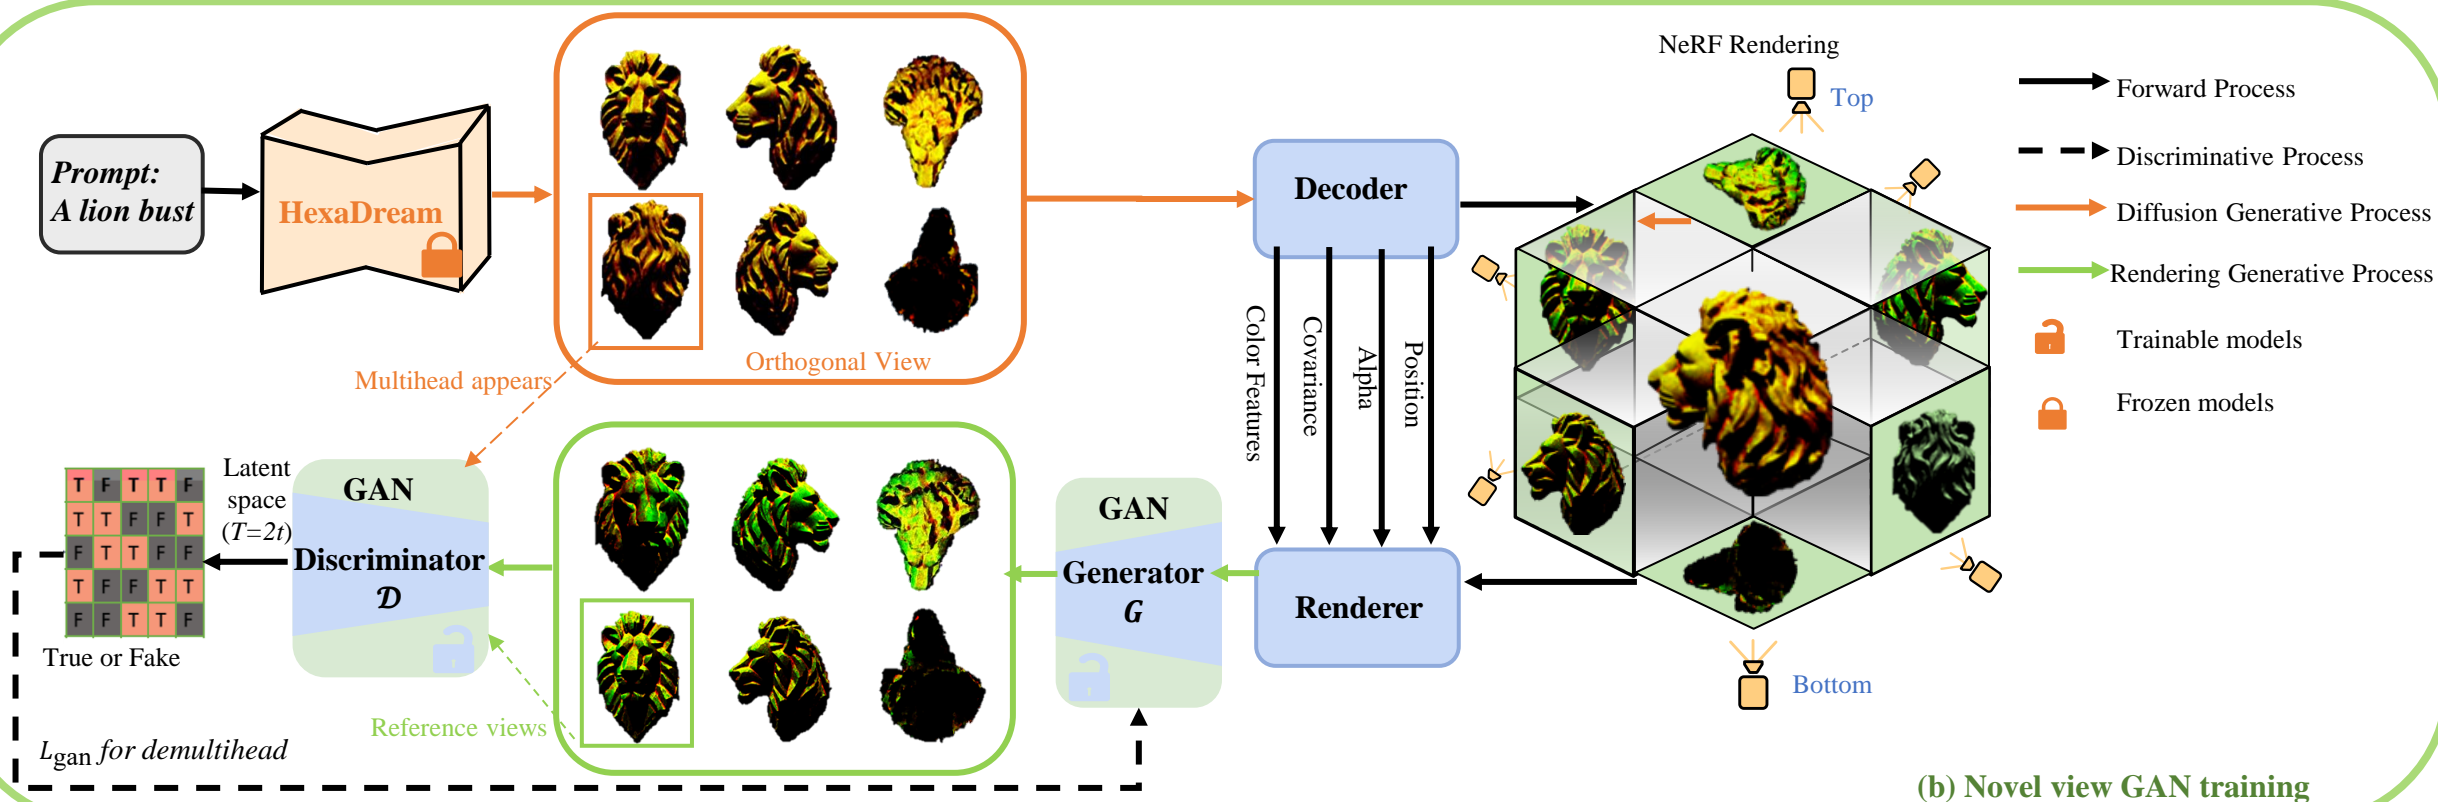 NeRF Rendering
Top
Forward Process
Discriminative Process
Diffusion Generative Process
Rendering Generative Process
Trainable models
Frozen models
Prompt:
A lion bust
HexaDream
Orthogonal View
Multihead appears
Decoder
Color Features
Covariance
Alpha
Position
Renderer
GAN
Generator
G
GAN
Discriminator
D
Latent
space
(T=2t)
T F T T F
T T F F T
F T T F F
T F F T T
F F T T F
True or Fake
Reference views
Lgan for demultihead
Bottom
(b) Novel view GAN training